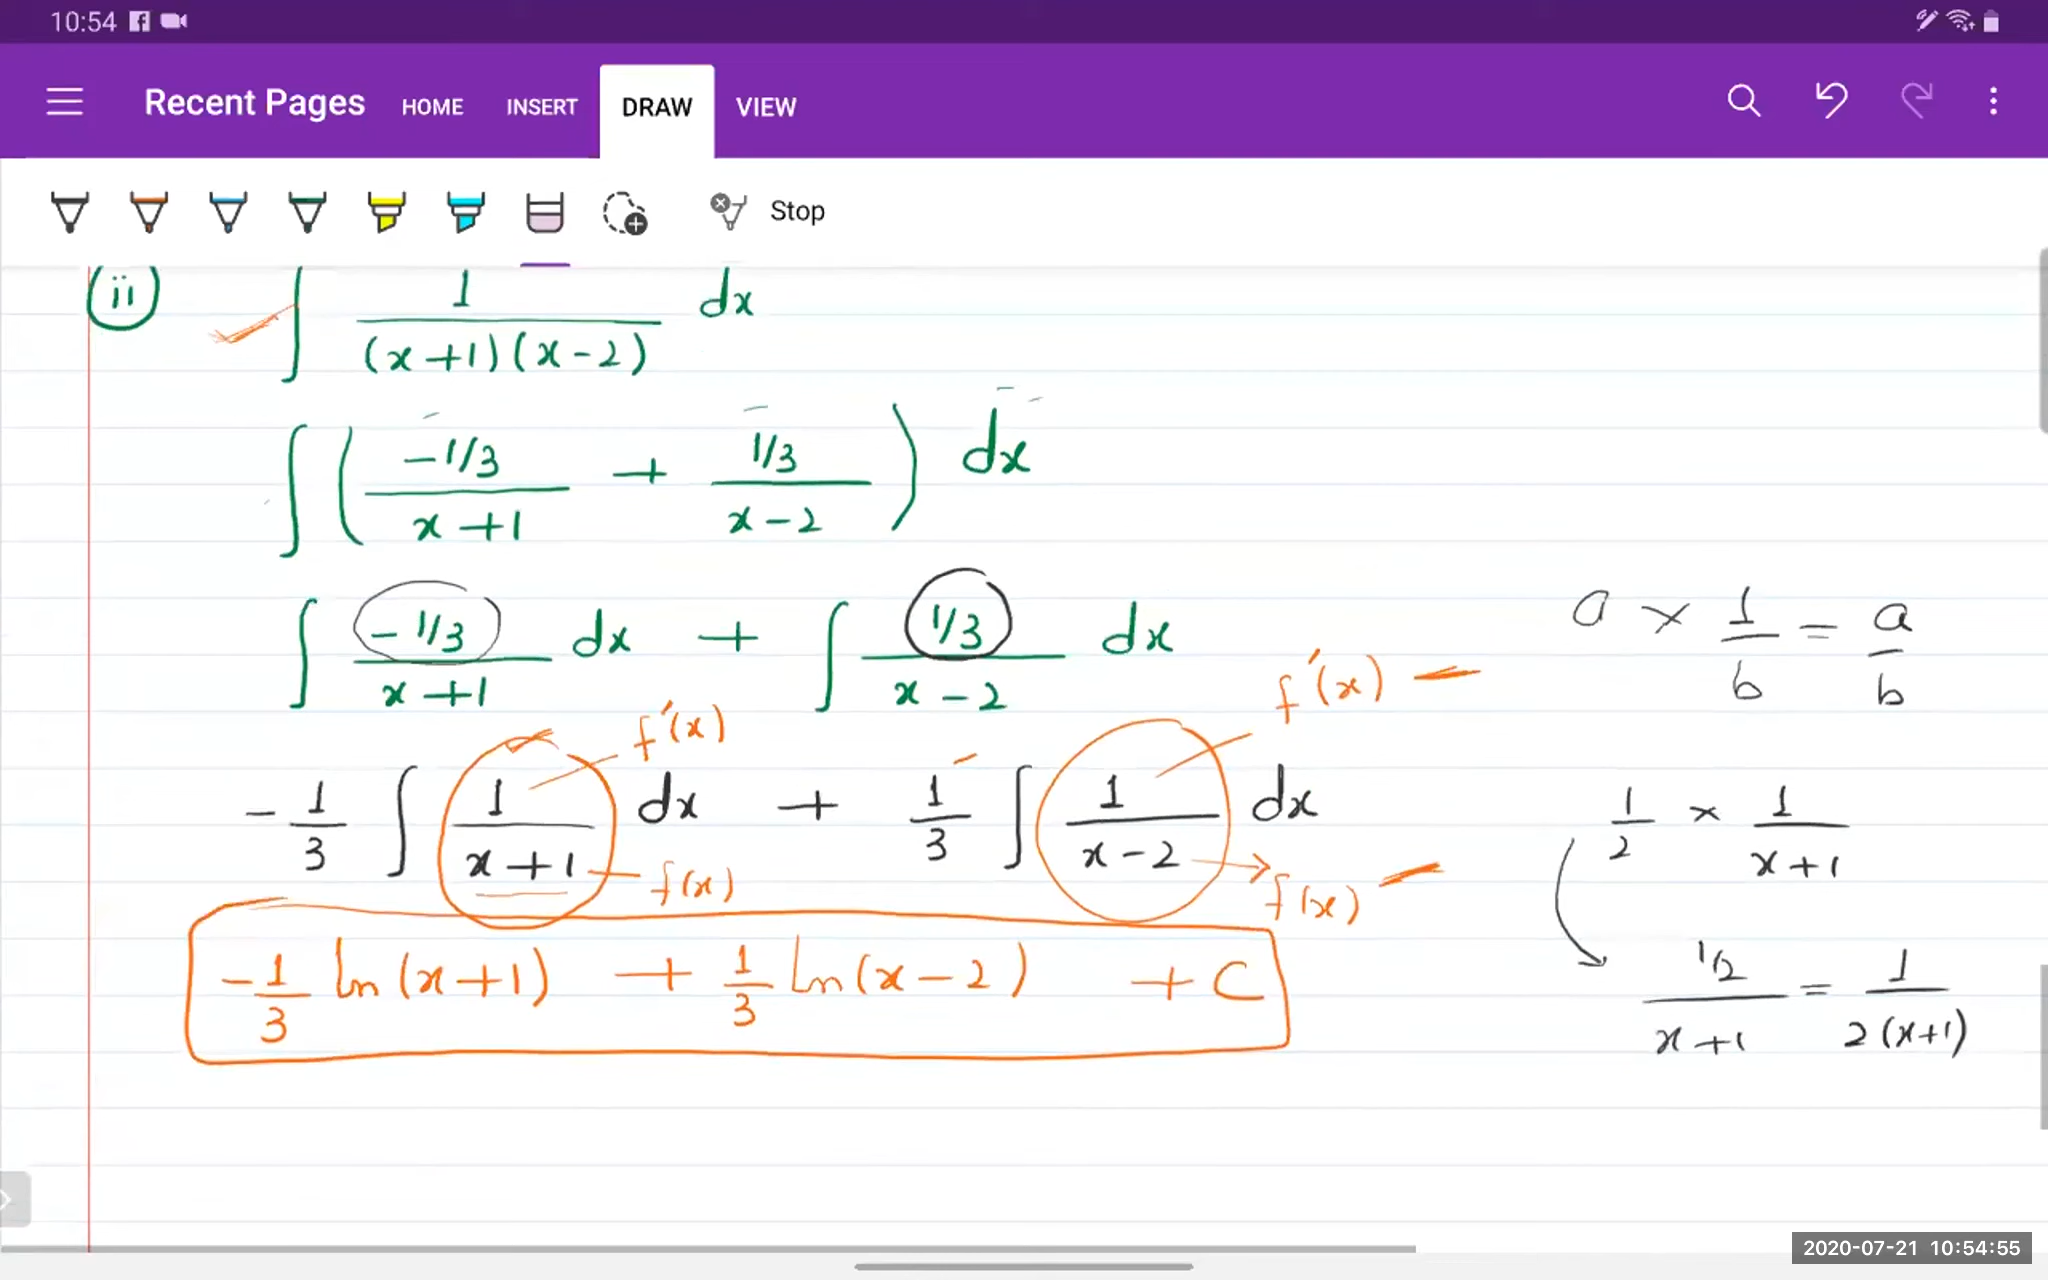 10:54
Recent Pages HOME INSERT DRAW VIEW
Stop
(ii) ∫ 1/((x+1)(x-2)) dx
∫ ( (-1/3)/(x+1) + (1/3)/(x-2) ) dx
∫ (-1/3)/(x+1) dx + ∫ (1/3)/(x-2) dx
a × 1/b = a/b
f'(x)
f'(x)
-1/3 ∫ 1/(x+1) dx + 1/3 ∫ 1/(x-2) dx
f(x)
f(x)
1/2 × 1/(x+1)
-1/3 ln(x+1) + 1/3 ln(x-2) + C
(1/2)/(x+1) = 1/(2(x+1))
2020-07-21 10:54:55